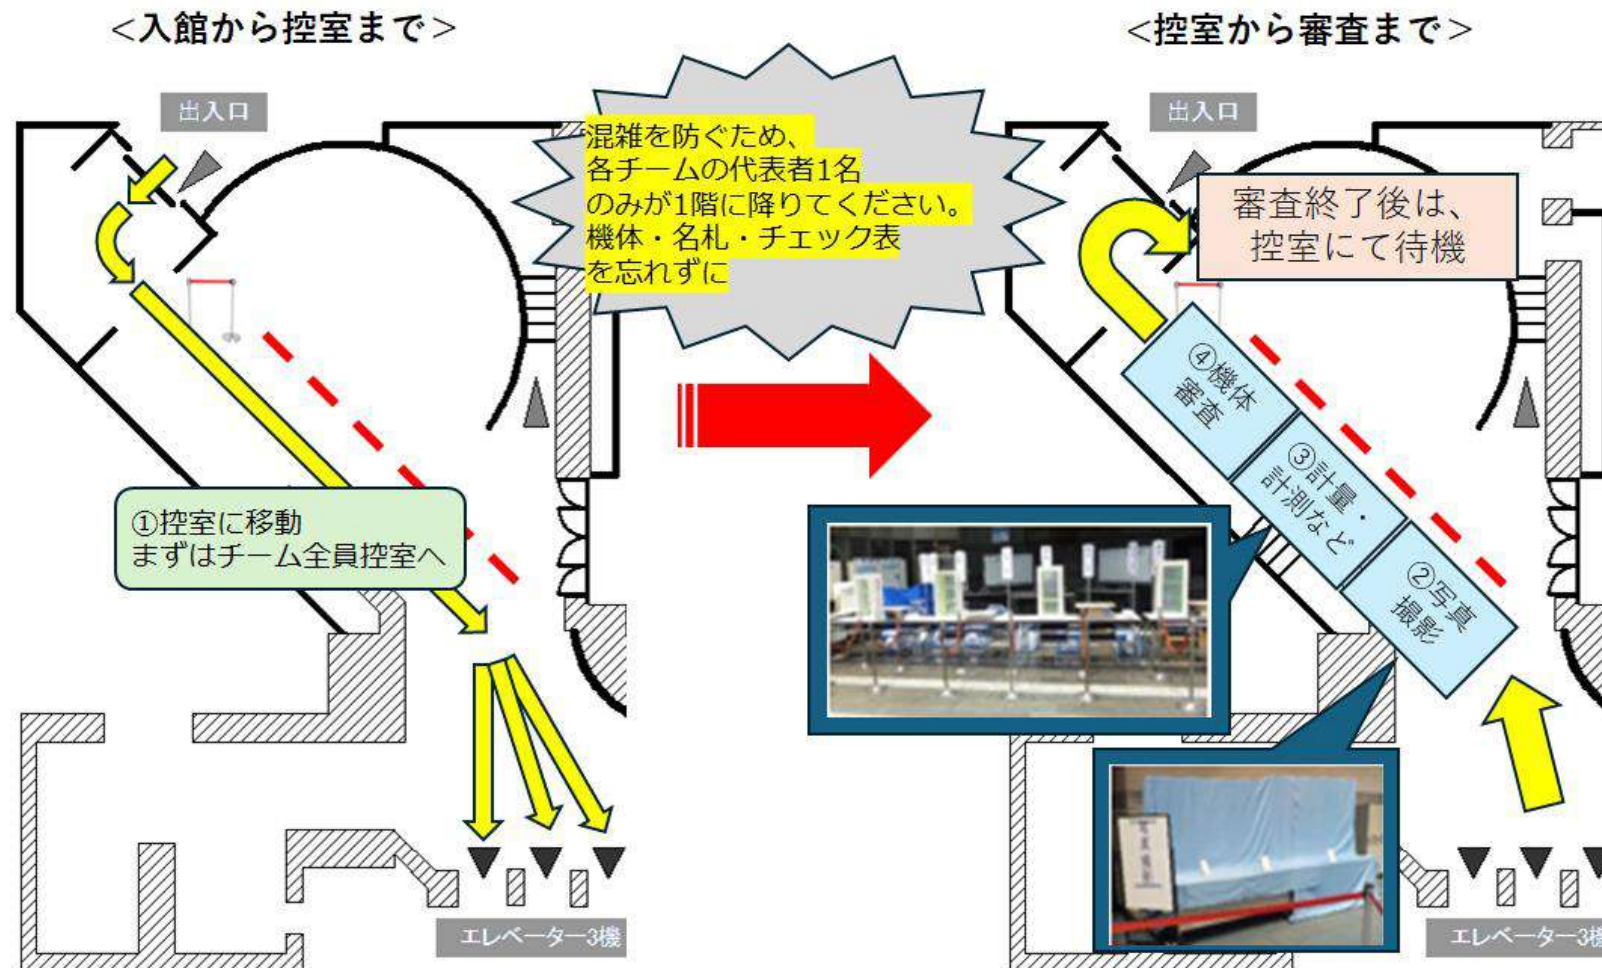 <入館から控室まで>
出入口
①控室に移動
まずはチーム全員控室へ
エレベーター3機
混雑を防ぐため、
各チームの代表者1名
のみが1階に降りてください。
機体・名札・チェック表
を忘れずに
<控室から審査まで>
出入口
審査終了後は、
控室にて待機
④機体
審査
③計量・
計測など
②写真
撮影
エレベーター3機